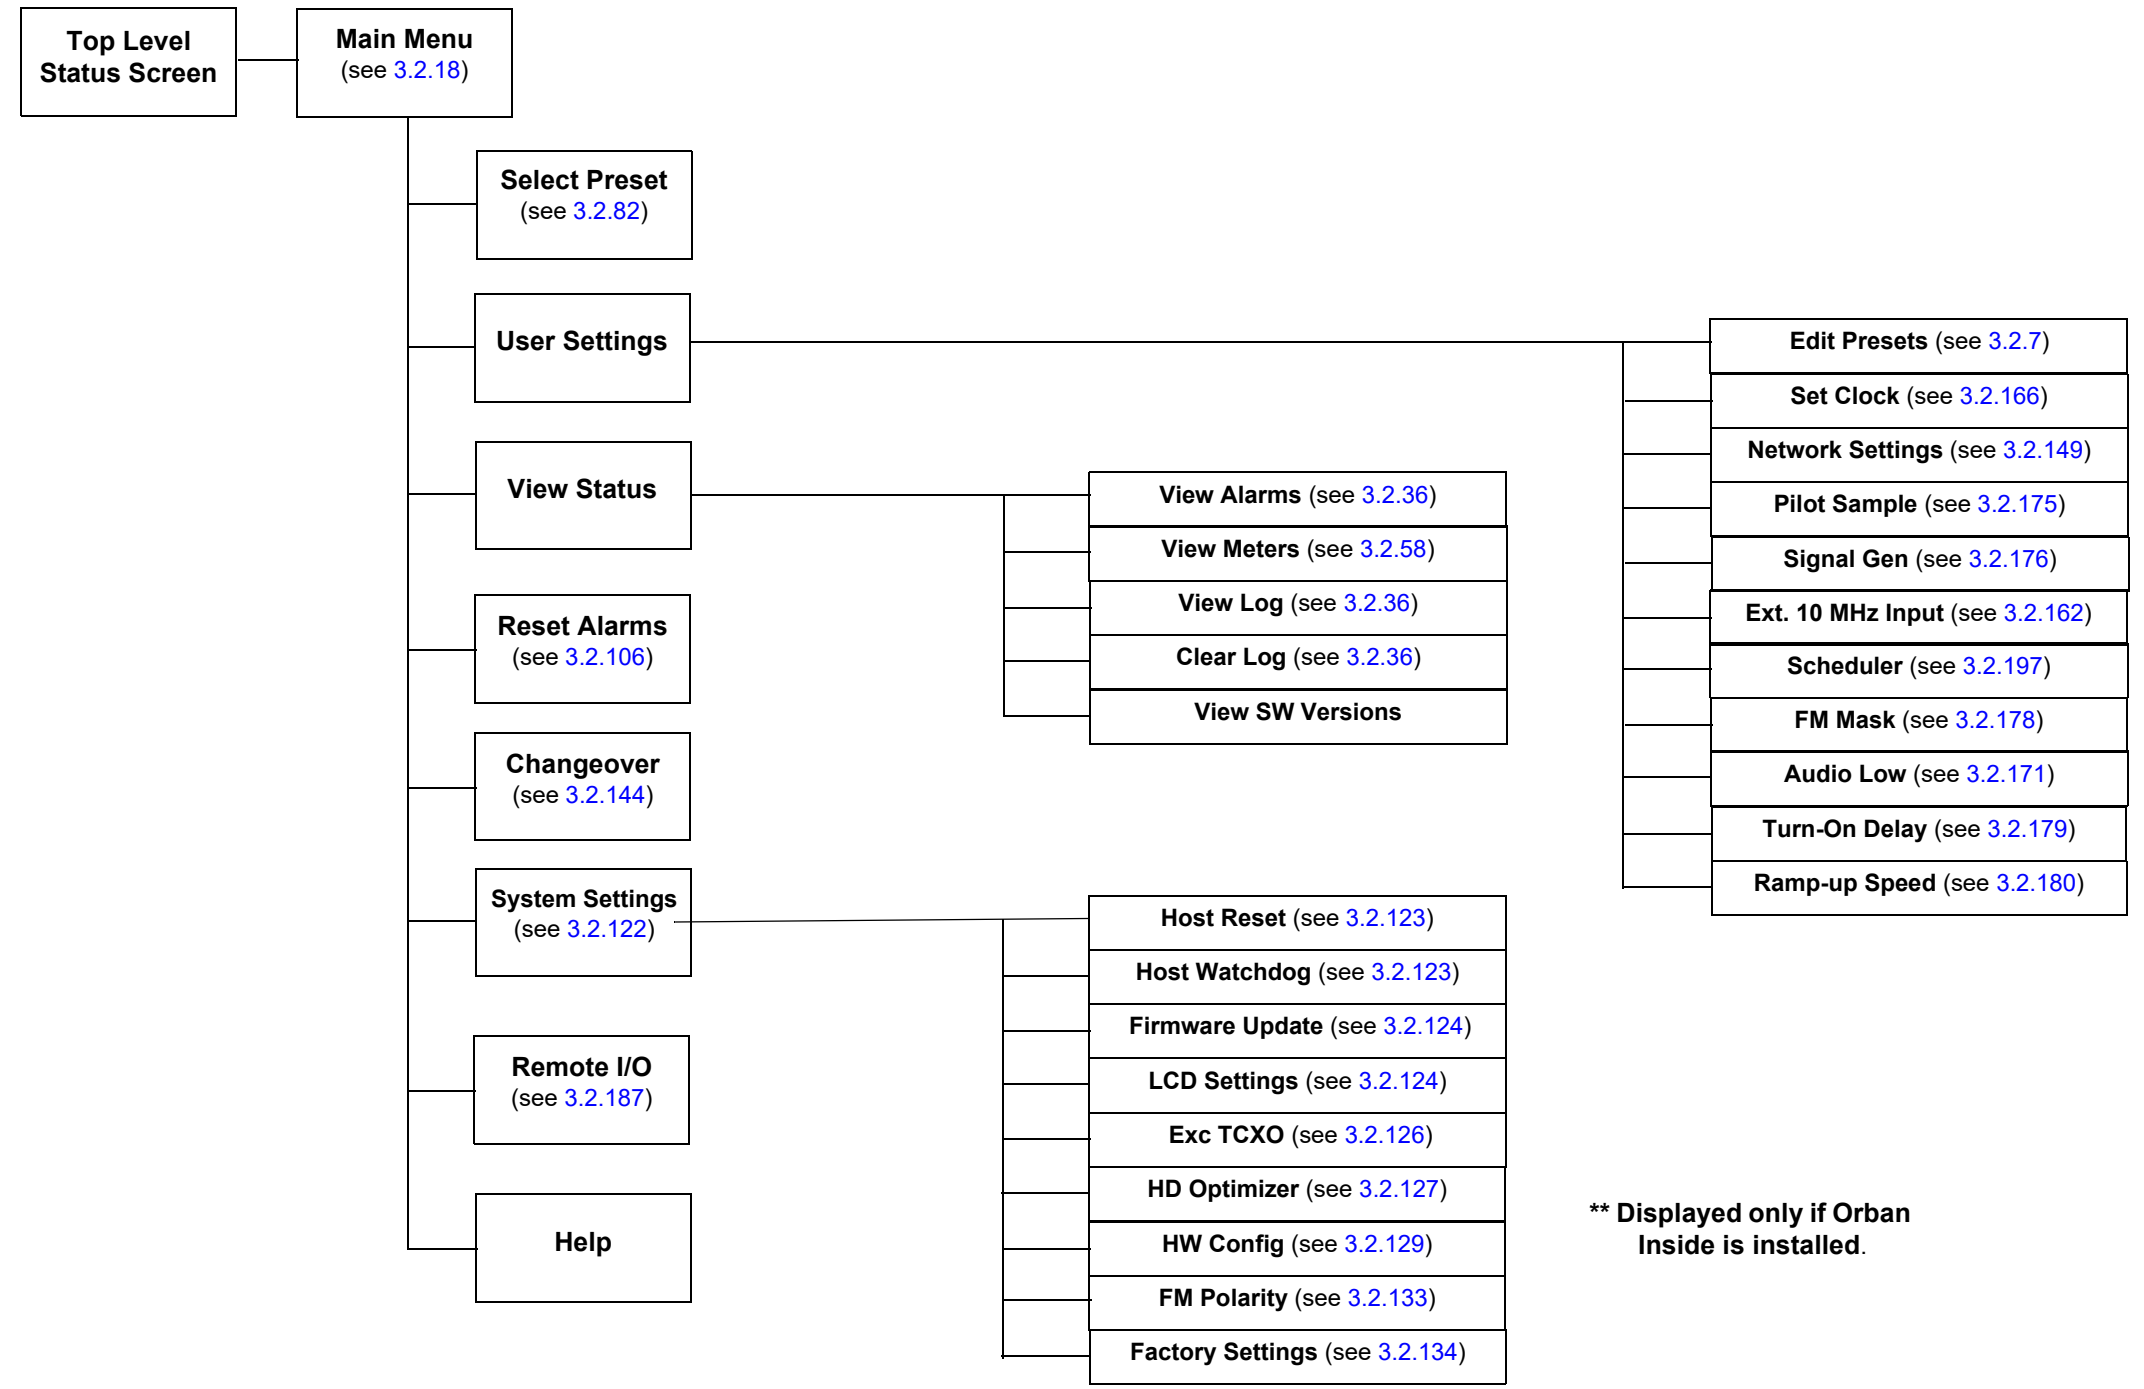 Top Level
Status Screen
Main Menu
(see 3.2.18)
Select Preset
(see 3.2.82)
User Settings
Edit Presets (see 3.2.7)
Set Clock (see 3.2.166)
Network Settings (see 3.2.149)
Pilot Sample (see 3.2.175)
Signal Gen (see 3.2.176)
Ext. 10 MHz Input (see 3.2.162)
Scheduler (see 3.2.197)
FM Mask (see 3.2.178)
Audio Low (see 3.2.171)
Turn-On Delay (see 3.2.179)
Ramp-up Speed (see 3.2.180)
View Status
View Alarms (see 3.2.36)
View Meters (see 3.2.58)
View Log (see 3.2.36)
Clear Log (see 3.2.36)
View SW Versions
Reset Alarms
(see 3.2.106)
Changeover
(see 3.2.144)
System Settings
(see 3.2.122)
Host Reset (see 3.2.123)
Host Watchdog (see 3.2.123)
Firmware Update (see 3.2.124)
LCD Settings (see 3.2.124)
Exc TCXO (see 3.2.126)
HD Optimizer (see 3.2.127)
HW Config (see 3.2.129)
FM Polarity (see 3.2.133)
Factory Settings (see 3.2.134)
Remote I/O
(see 3.2.187)
Help
** Displayed only if Orban
Inside is installed.